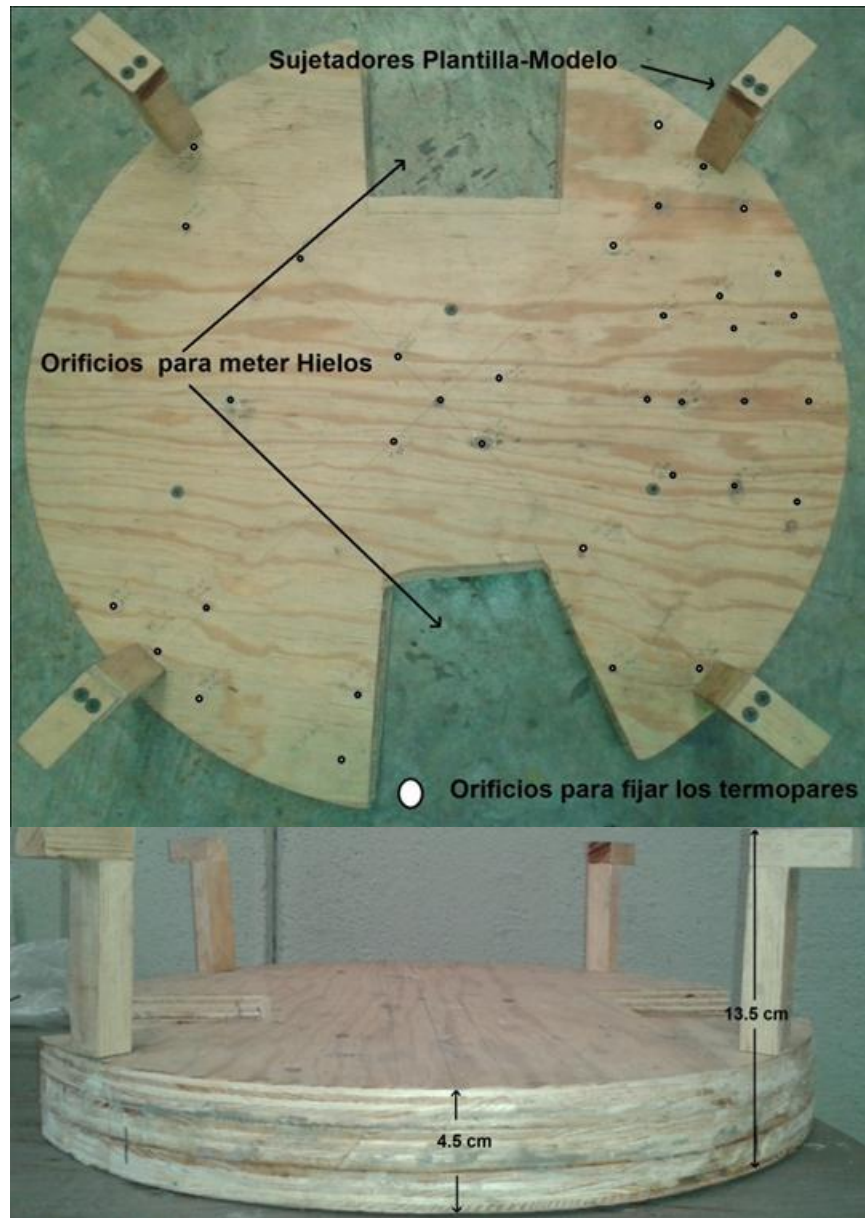 Sujetadores Plantilla-Modelo
Orificios para meter Hielos
Orificios para fijar los termopares
13.5 cm
4.5 cm